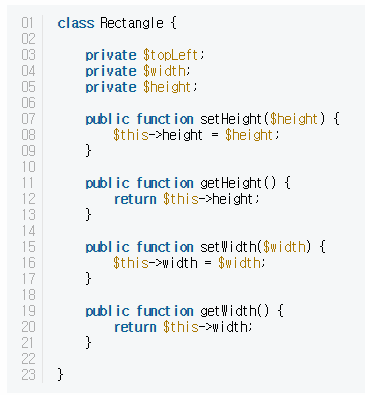 01 class Rectangle {
02
03     private $topLeft;
04     private $width;
05     private $height;
06
07     public function setHeight($height) {
08         $this->height = $height;
09     }
10
11     public function getHeight() {
12         return $this->height;
13     }
14
15     public function setWidth($width) {
16         $this->width = $width;
17     }
18
19     public function getWidth() {
20         return $this->width;
21     }
22
23 }